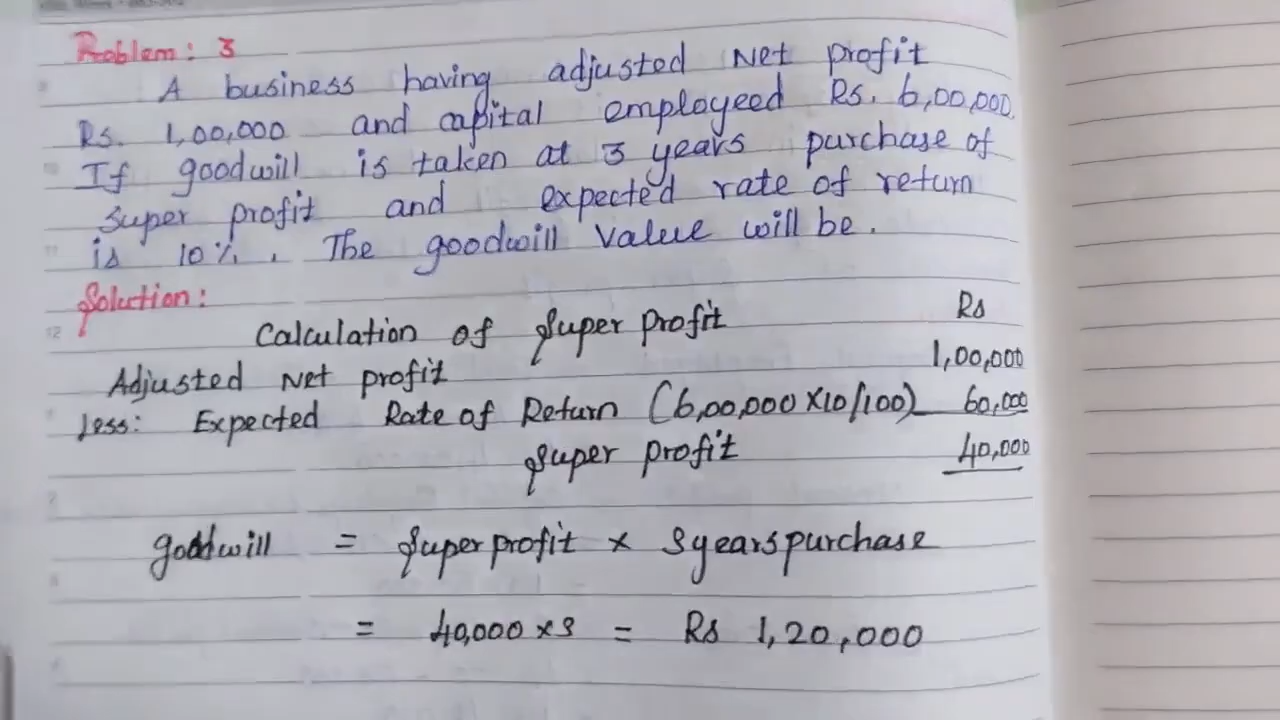 Problem: 3
A business having adjusted Net profit
Rs. 1,00,000 and capital employeed Rs. 6,00,000.
If goodwill is taken at 3 years purchase of
super profit and expected rate of return
is 10%. The goodwill value will be.
Solution:
Calculation of Super profit Rs
Adjusted Net profit 1,00,000
Less: Expected Rate of Return (6,00,000 X10/100) 60,000
Super profit 40,000
goodwill = Super profit x 3 years purchase
= 40,000 x 3 = Rs 1,20,000